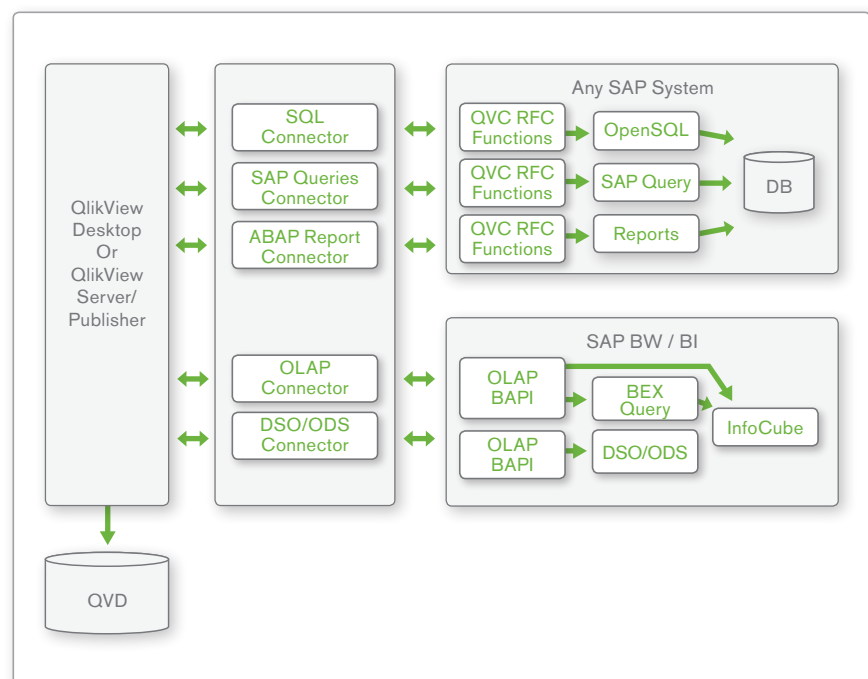 QlikView
Desktop
Or
QlikView
Server/
Publisher
QVD
SQL
Connector
SAP Queries
Connector
ABAP Report
Connector
OLAP
Connector
DSO/ODS
Connector
Any SAP System
QVC RFC
Functions
OpenSQL
QVC RFC
Functions
SAP Query
QVC RFC
Functions
Reports
DB
SAP BW / BI
OLAP
BAPI
BEX
Query
InfoCube
OLAP
BAPI
DSO/ODS